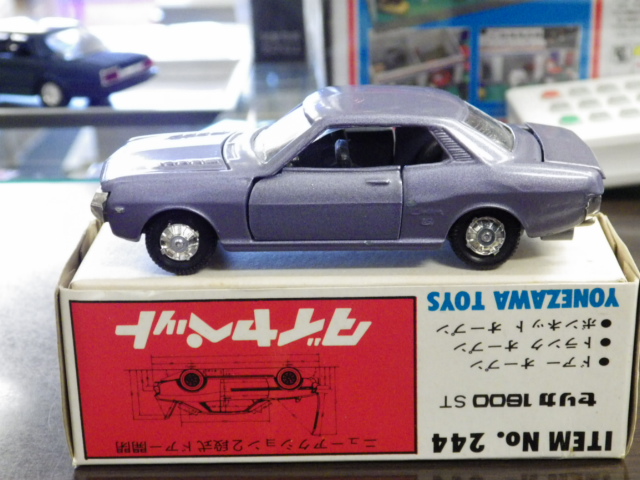 ダイヤペット
ニューアクション2段式ドアー開閉
ITEM No. 244
セリカ 1600 ST
● ドアー オープン
● トランク オープン
● ボンネット オープン
YONEZAWA TOYS